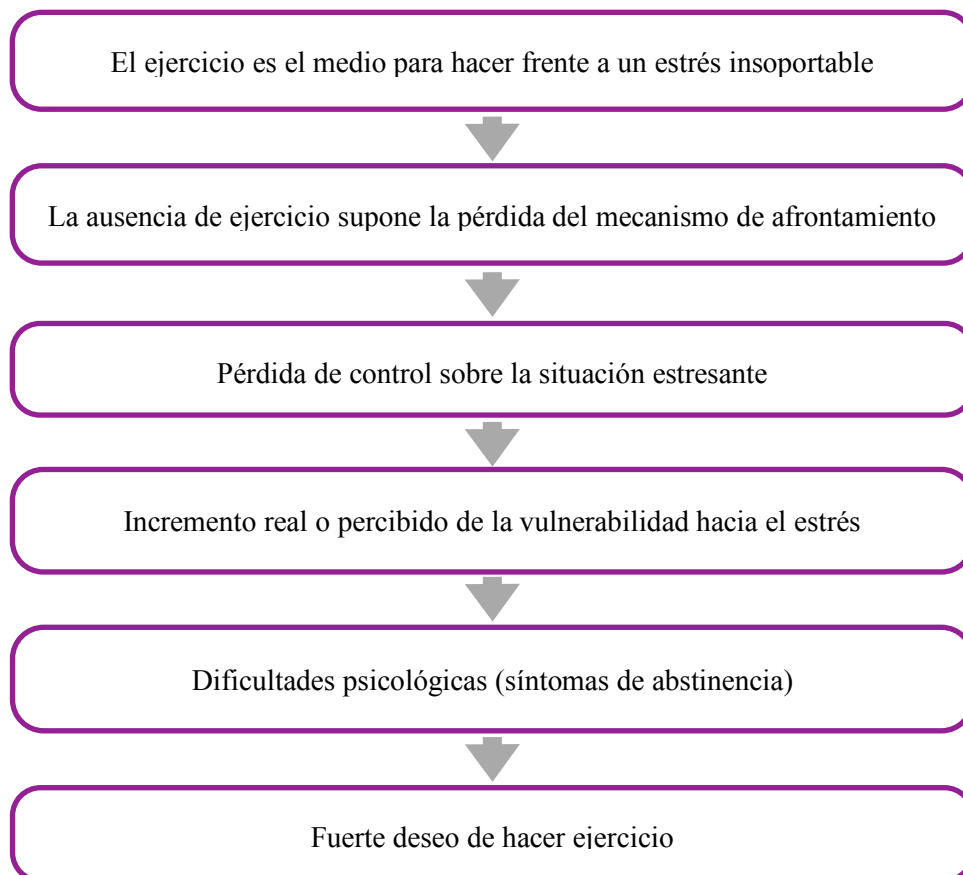 El ejercicio es el medio para hacer frente a un estrés insoportable
La ausencia de ejercicio supone la pérdida del mecanismo de afrontamiento
Pérdida de control sobre la situación estresante
Incremento real o percibido de la vulnerabilidad hacia el estrés
Dificultades psicológicas (síntomas de abstinencia)
Fuerte deseo de hacer ejercicio